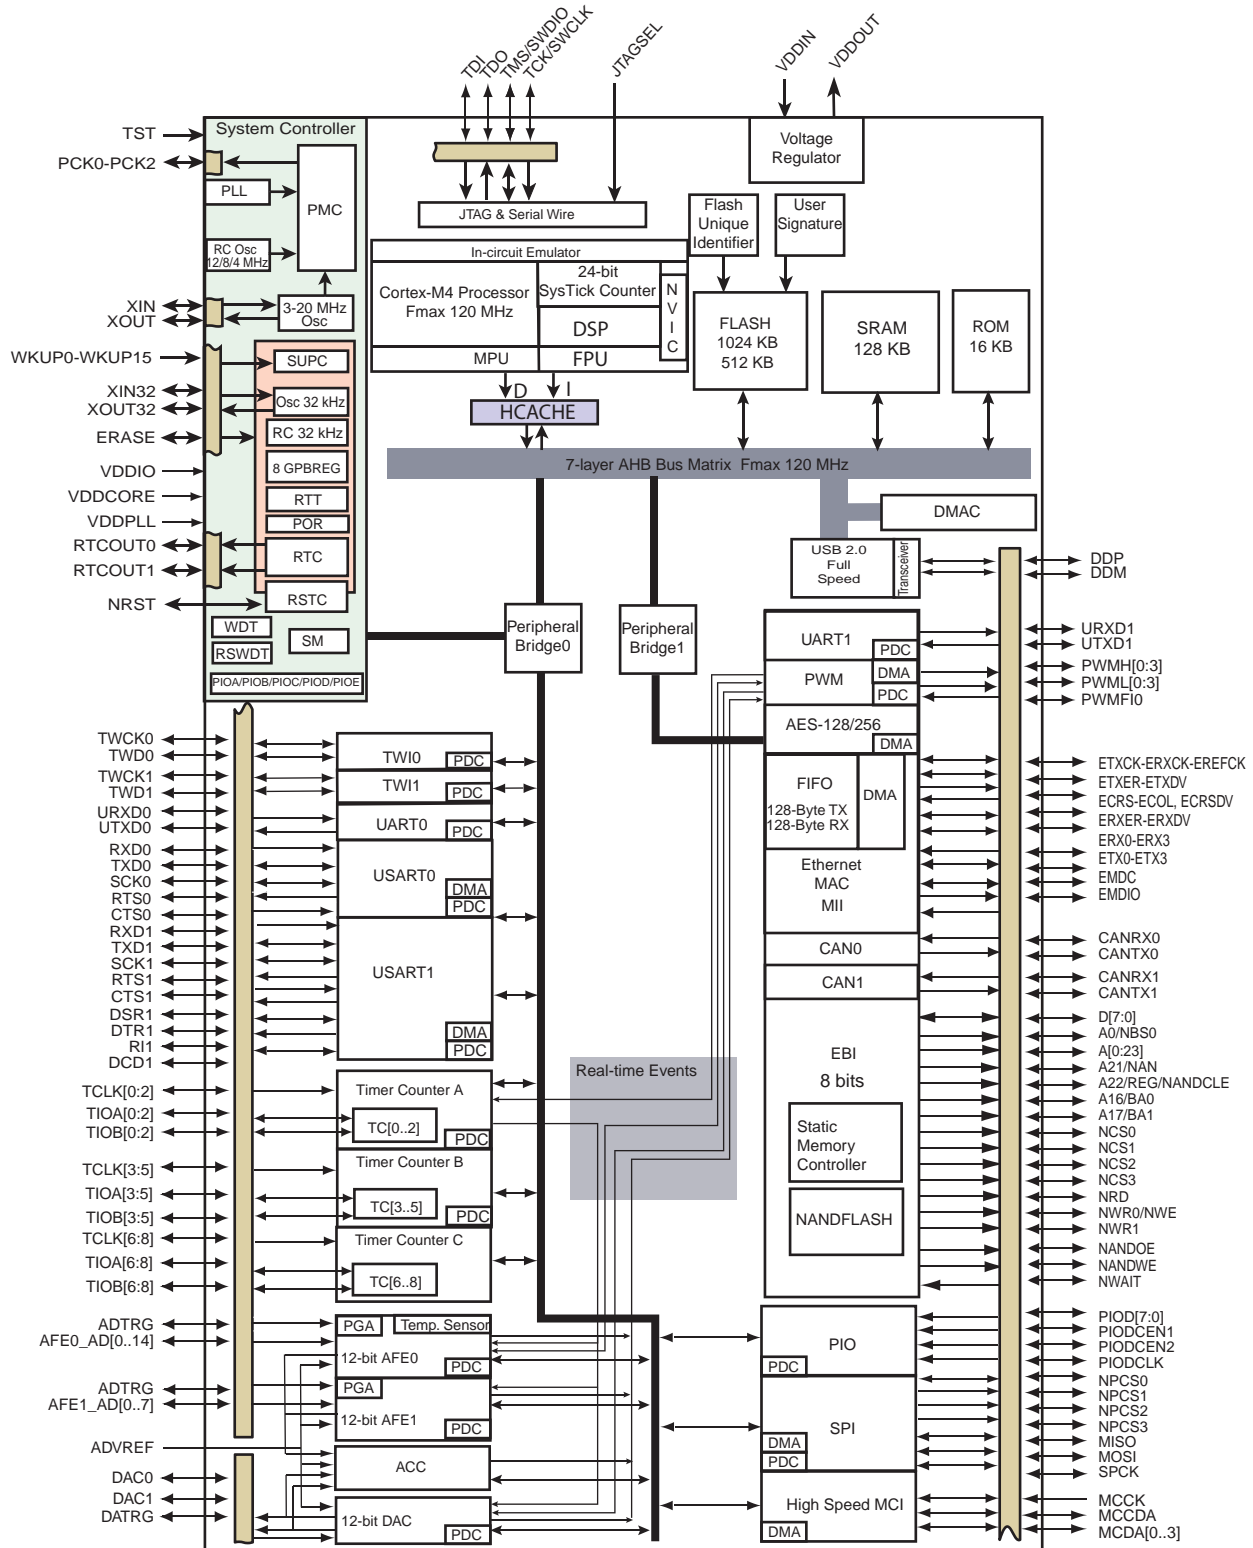 TDI
TDO
TMS/SWDIO
TCK/SWCLK
JTAGSEL
VDDIN
VDDOUT
System Controller
TST
PCK0-PCK2
PLL
PMC
RC Osc
12/8/4 MHz
XIN
XOUT
3-20 MHz
Osc
WKUP0-WKUP15
SUPC
XIN32
XOUT32
Osc 32 kHz
ERASE
RC 32 kHz
VDDIO
8 GPBREG
VDDCORE
RTT
VDDPLL
POR
RTCOUT0
RTCOUT1
RTC
NRST
RSTC
WDT
RSWDT
SM
PIOA/PIOB/PIOC/PIOD/PIOE
JTAG & Serial Wire
Voltage
Regulator
In-circuit Emulator
Cortex-M4 Processor
Fmax 120 MHz
24-bit
SysTick Counter
DSP
N
V
I
C
MPU
FPU
D
I
HCACHE
Flash
Unique
Identifier
User
Signature
FLASH
1024 KB
512 KB
SRAM
128 KB
ROM
16 KB
7-layer AHB Bus Matrix Fmax 120 MHz
DMAC
USB 2.0
Full
Speed
Transceiver
DDP
DDM
Peripheral
Bridge0
Peripheral
Bridge1
TWCK0
TWD0
TWI0
PDC
TWCK1
TWD1
TWI1
PDC
URXD0
UTXD0
UART0
PDC
RXD0
TXD0
SCK0
RTS0
CTS0
USART0
DMA
PDC
RXD1
TXD1
SCK1
RTS1
CTS1
DSR1
DTR1
RI1
DCD1
USART1
DMA
PDC
TCLK[0:2]
TIOA[0:2]
TIOB[0:2]
Timer Counter A
TC[0..2]
PDC
TCLK[3:5]
TIOA[3:5]
TIOB[3:5]
Timer Counter B
TC[3..5]
PDC
TCLK[6:8]
TIOA[6:8]
TIOB[6:8]
Timer Counter C
TC[6..8]
ADTRG
AFE0_AD[0..14]
PGA
Temp. Sensor
12-bit AFE0
PDC
ADTRG
AFE1_AD[0..7]
PGA
12-bit AFE1
PDC
ADVREF
ACC
DAC0
DAC1
DATRG
12-bit DAC
PDC
Real-time Events
UART1
PDC
URXD1
UTXD1
PWM
DMA
PDC
PWMH[0:3]
PWML[0:3]
PWMFI0
AES-128/256
DMA
FIFO
128-Byte TX
128-Byte RX
DMA
Ethernet
MAC
MII
ETXCK-ERXCK-EREFCK
ETXER-ETXDV
ECRS-ECOL, ECRSDV
ERXER-ERXDV
ERX0-ERX3
ETX0-ETX3
EMDC
EMDIO
CAN0
CANRX0
CANTX0
CAN1
CANRX1
CANTX1
EBI
8 bits
Static
Memory
Controller
NANDFLASH
D[7:0]
A0/NBS0
A[0:23]
A21/NAN
A22/REG/NANDCLE
A16/BA0
A17/BA1
NCS0
NCS1
NCS2
NCS3
NRD
NWR0/NWE
NWR1
NANDOE
NANDWE
NWAIT
PIO
PDC
PIOD[7:0]
PIODCEN1
PIODCEN2
PIODCLK
SPI
DMA
PDC
NPCS0
NPCS1
NPCS2
NPCS3
MISO
MOSI
SPCK
High Speed MCI
DMA
MCCK
MCCDA
MCDA[0..3]